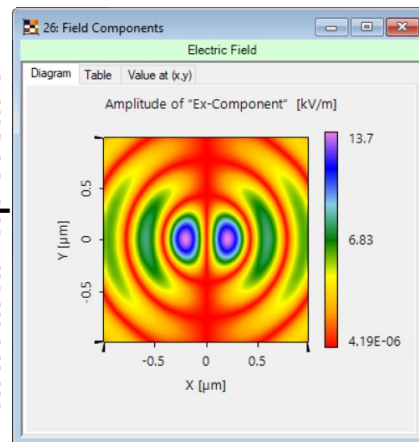 26: Field Components
Electric Field
Diagram Table Value at (x,y)
Amplitude of "Ex-Component" [kV/m]
13.7
6.83
4.19E-06
0.5
0
-0.5
Y [µm]
-0.5 0 0.5
X [µm]